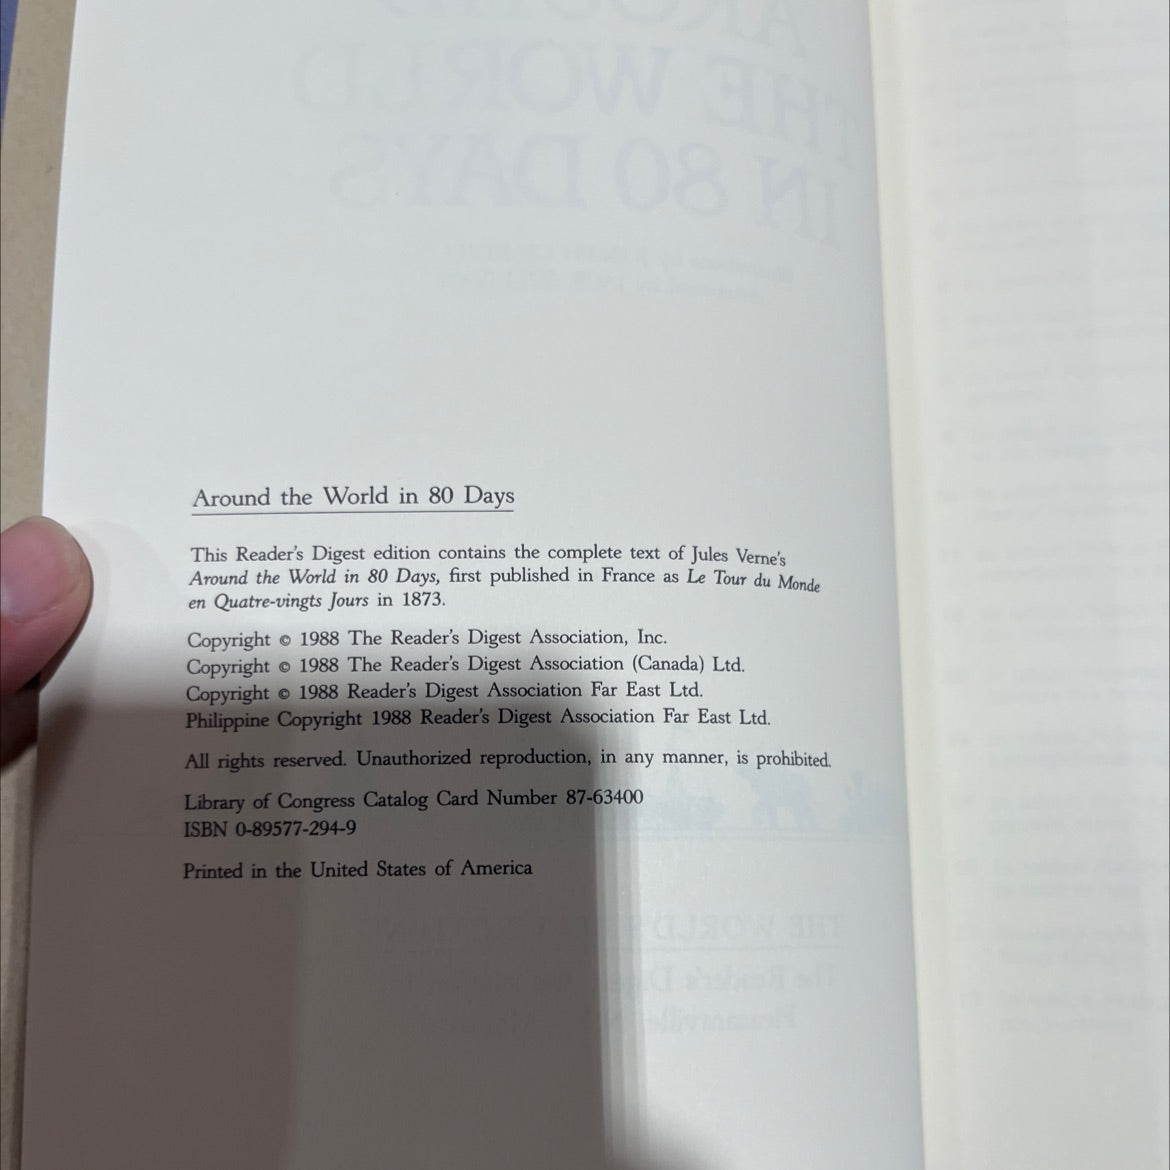 Around the World in 80 Days
This Reader's Digest edition contains the complete text of Jules Verne's
Around the World in 80 Days, first published in France as Le Tour du Monde
en Quatre-vingts Jours in 1873.
Copyright © 1988 The Reader's Digest Association, Inc.
Copyright © 1988 The Reader's Digest Association (Canada) Ltd.
Copyright © 1988 Reader's Digest Association Far East Ltd.
Philippine Copyright 1988 Reader's Digest Association Far East Ltd.
All rights reserved. Unauthorized reproduction, in any manner, is prohibited.
Library of Congress Catalog Card Number 87-63400
ISBN 0-89577-294-9
Printed in the United States of America